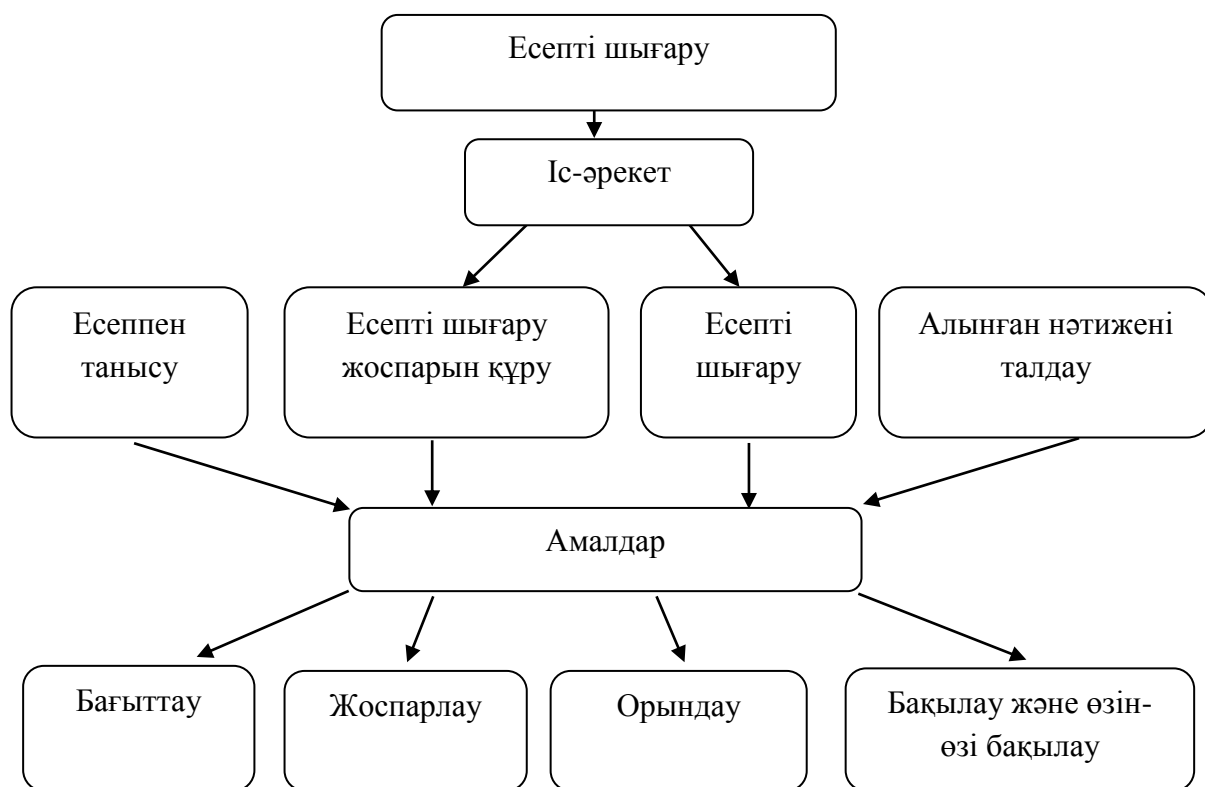 Есепті шығару
Іс-әрекет
Есеппен
танысу
Есепті шығару
жоспарын құру
Есепті
шығару
Алынған нәтижені
талдау
Амалдар
Бағыттау
Жоспарлау
Орындау
Бақылау және өзін-
өзі бақылау